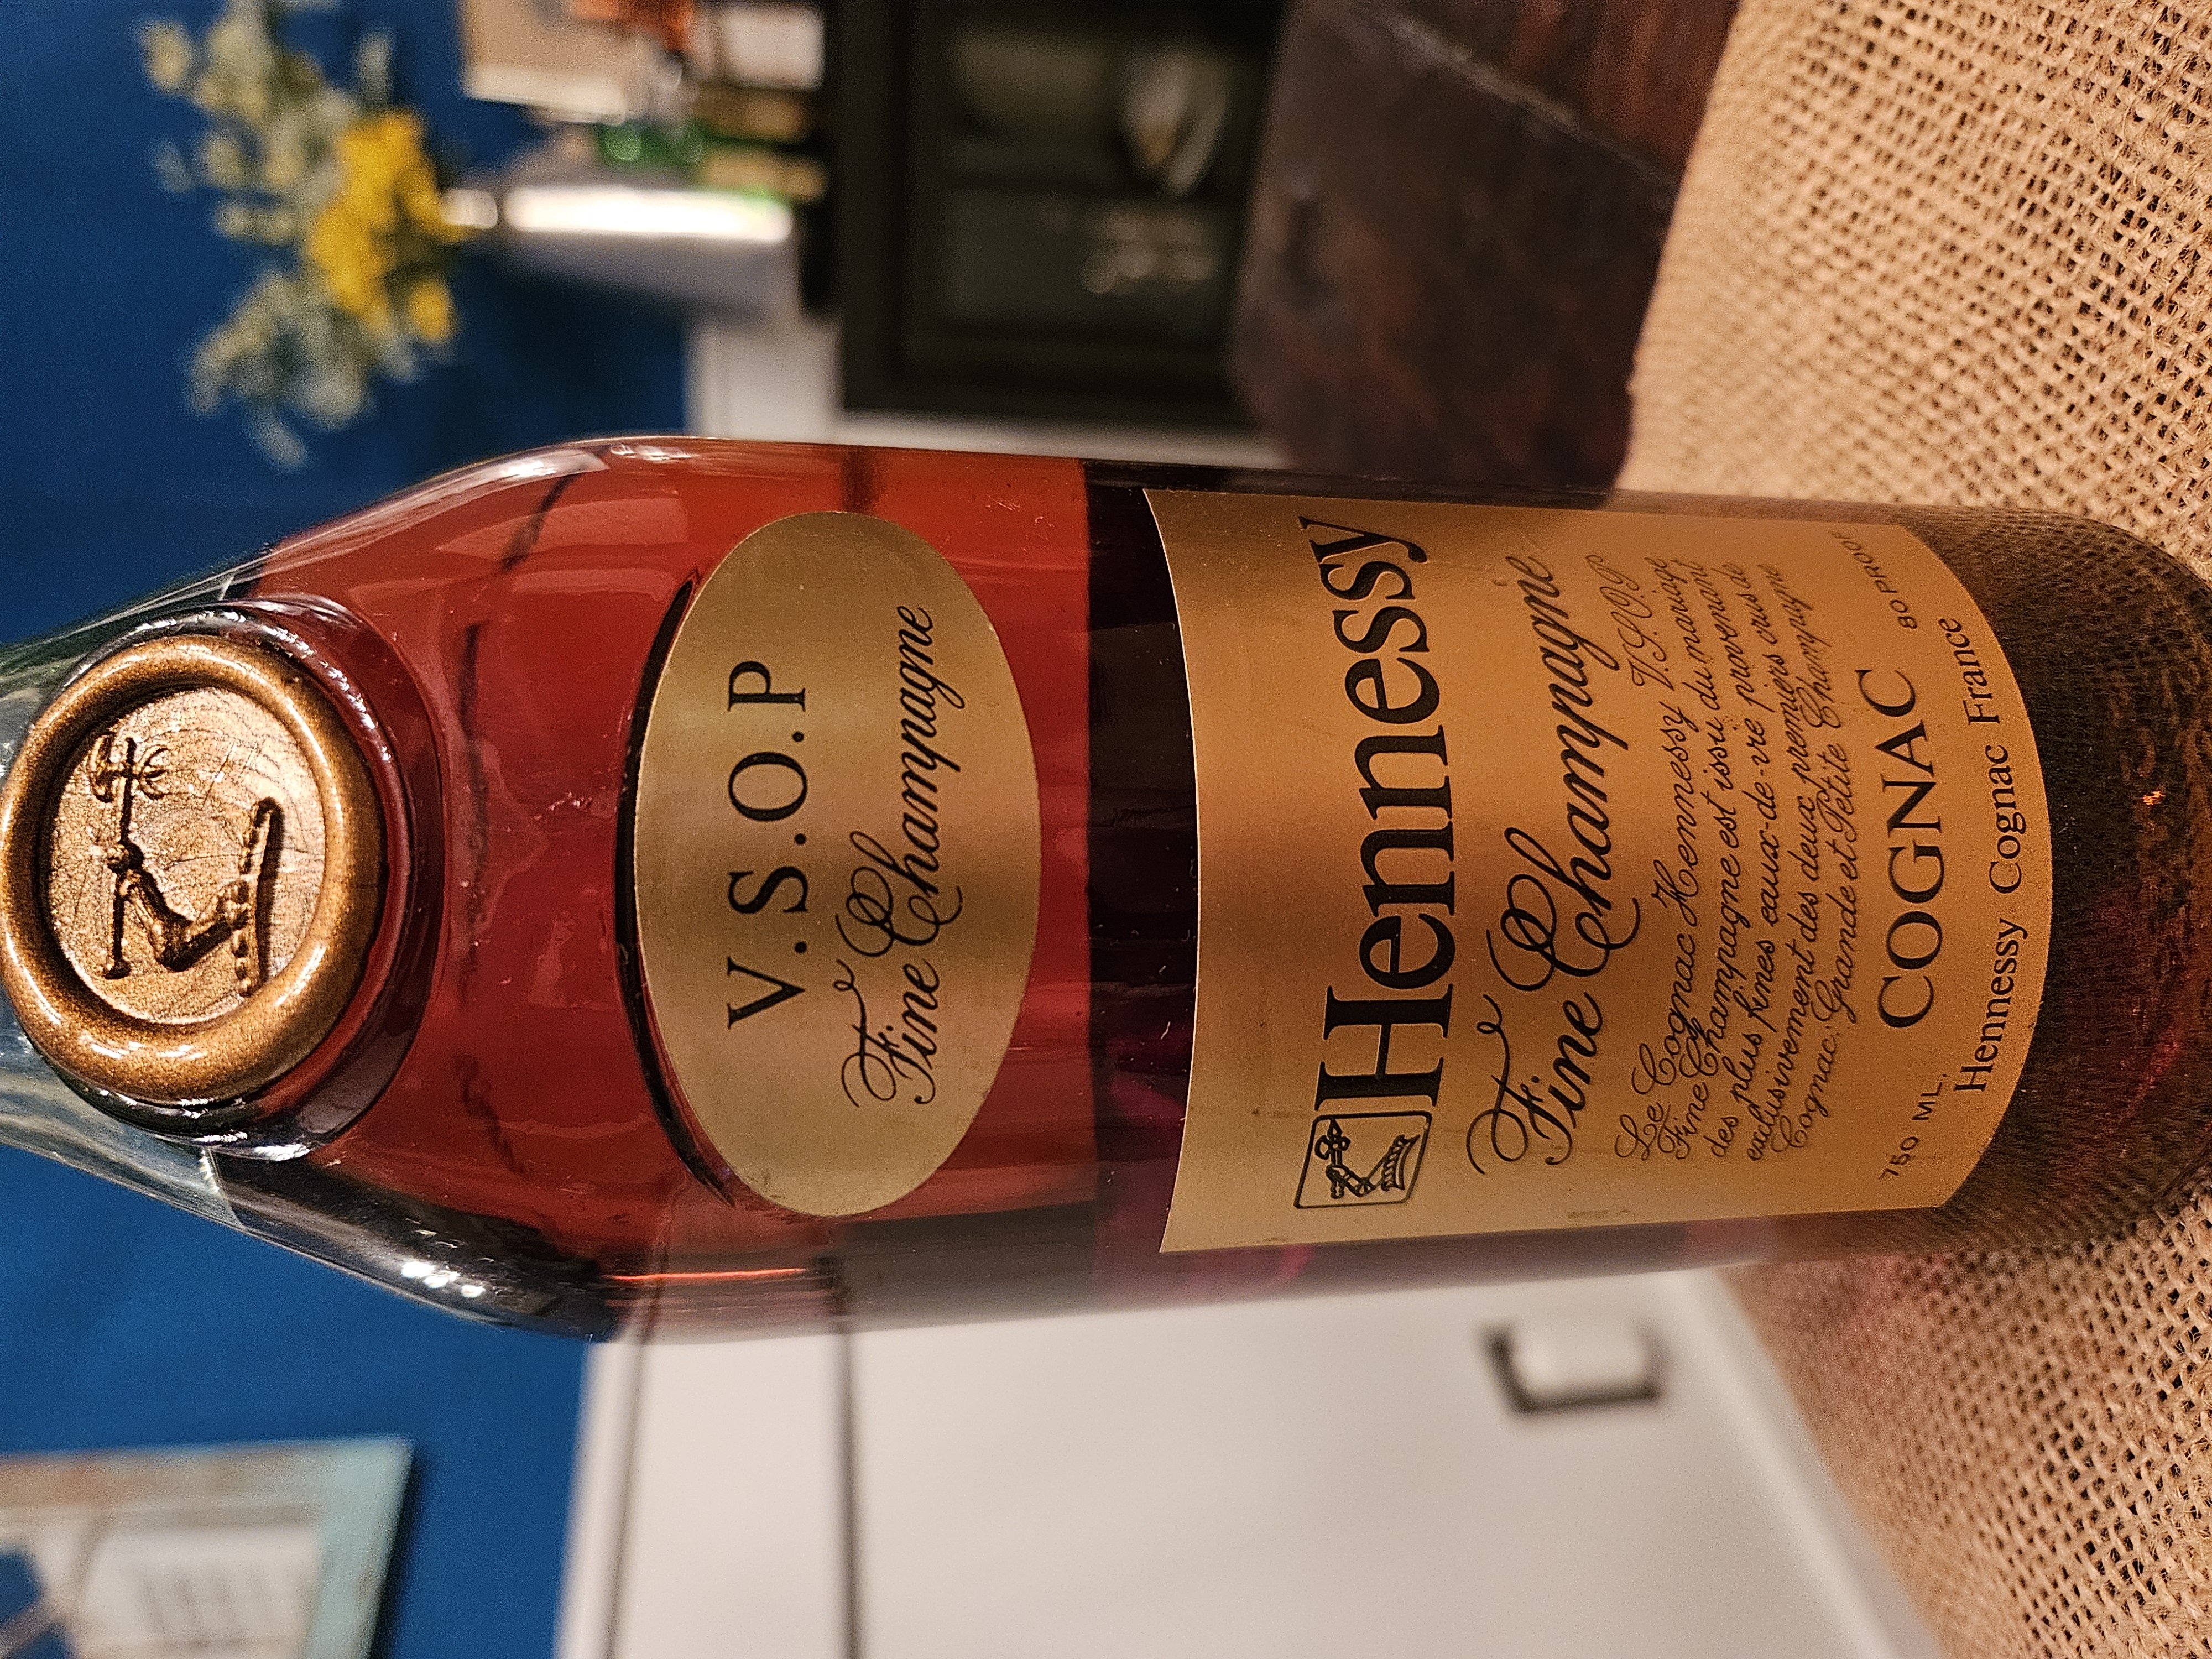 V.S.O.P
Fine Champagne
Hennessy
Fine Champagne
Le Cognac Hennessy V.S.O.P
Fine Champagne est issu du mariage
des plus fines eaux-de-vie provenant
exclusivement des deux premiers crus de
Cognac: Grande et Petite Champagne
750 ML. COGNAC 80 PROOF
Hennessy Cognac France